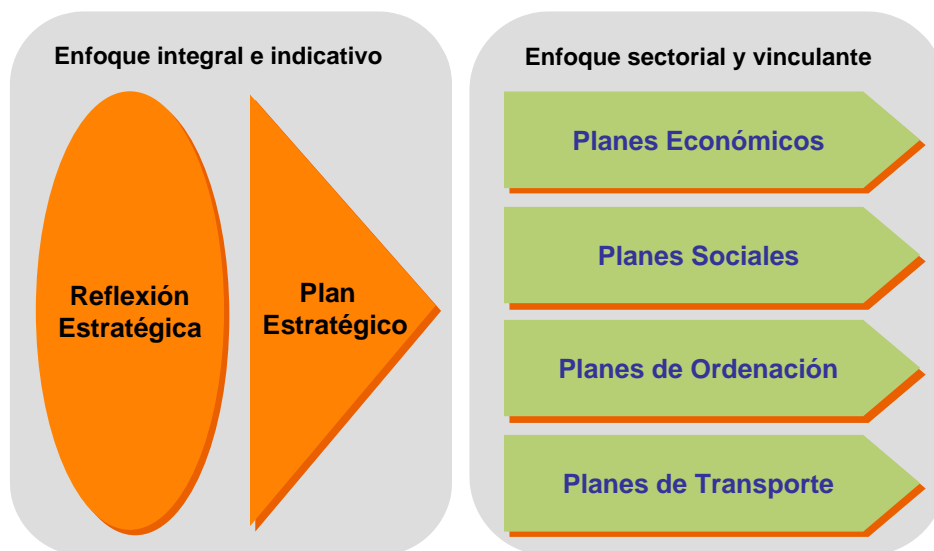 Enfoque integral e indicativo
Reflexión
Estratégica
Plan
Estratégico
Enfoque sectorial y vinculante
Planes Económicos
Planes Sociales
Planes de Ordenación
Planes de Transporte